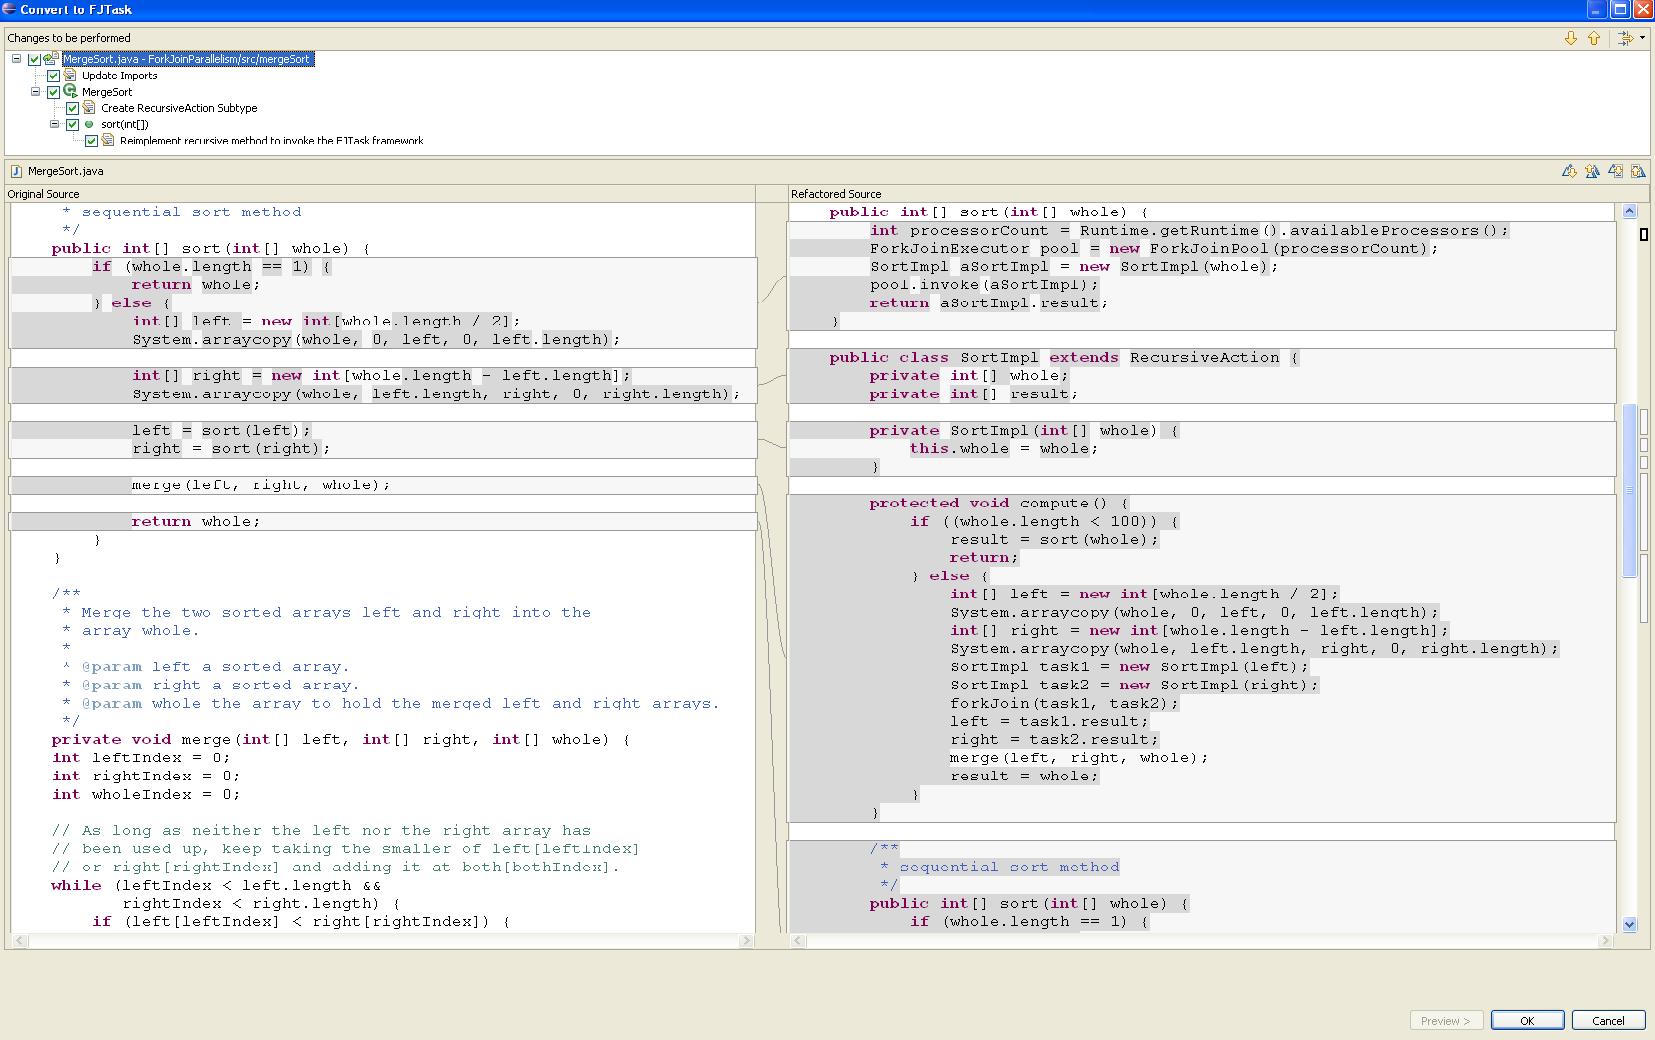 Convert to FJTask
Changes to be performed
MergeSort.java - ForkJoinParallelism/src/mergeSort
Update Imports
MergeSort
Create RecursiveAction Subtype
sort(int[])
Reimplement recursive method to invoke the FJTask framework
MergeSort.java
Original Source
* sequential sort method
*/
public int[] sort(int[] whole) {
if (whole.length == 1) {
return whole;
} else {
int[] left = new int[whole.length / 2];
System.arraycopy(whole, 0, left, 0, left.length);
int[] right = new int[whole.length - left.length];
System.arraycopy(whole, left.length, right, 0, right.length);
left = sort(left);
right = sort(right);
merge(left, right, whole);
return whole;
}
}
/**
* Merge the two sorted arrays left and right into the
* array whole.
*
* @param left a sorted array.
* @param right a sorted array.
* @param whole the array to hold the merged left and right arrays.
*/
private void merge(int[] left, int[] right, int[] whole) {
int leftIndex = 0;
int rightIndex = 0;
int wholeIndex = 0;
// As long as neither the left nor the right array has
// been used up, keep taking the smaller of left[leftIndex]
// or right[rightIndex] and adding it at both[bothIndex].
while (leftIndex < left.length &&
rightIndex < right.length) {
if (left[leftIndex] < right[rightIndex]) {
Refactored Source
public int[] sort(int[] whole) {
int processorCount = Runtime.getRuntime().availableProcessors();
ForkJoinExecutor pool = new ForkJoinPool(processorCount);
SortImpl aSortImpl = new SortImpl(whole);
pool.invoke(aSortImpl);
return aSortImpl.result;
}
public class SortImpl extends RecursiveAction {
private int[] whole;
private int[] result;
private SortImpl(int[] whole) {
this.whole = whole;
}
protected void compute() {
if ((whole.length < 100)) {
result = sort(whole);
return;
} else {
int[] left = new int[whole.length / 2];
System.arraycopy(whole, 0, left, 0, left.length);
int[] right = new int[whole.length - left.length];
System.arraycopy(whole, left.length, right, 0, right.length);
SortImpl task1 = new SortImpl(left);
SortImpl task2 = new SortImpl(right);
forkJoin(task1, task2);
left = task1.result;
right = task2.result;
merge(left, right, whole);
result = whole;
}
}
/**
* sequential sort method
*/
public int[] sort(int[] whole) {
if (whole.length == 1) {
Preview >
OK
Cancel